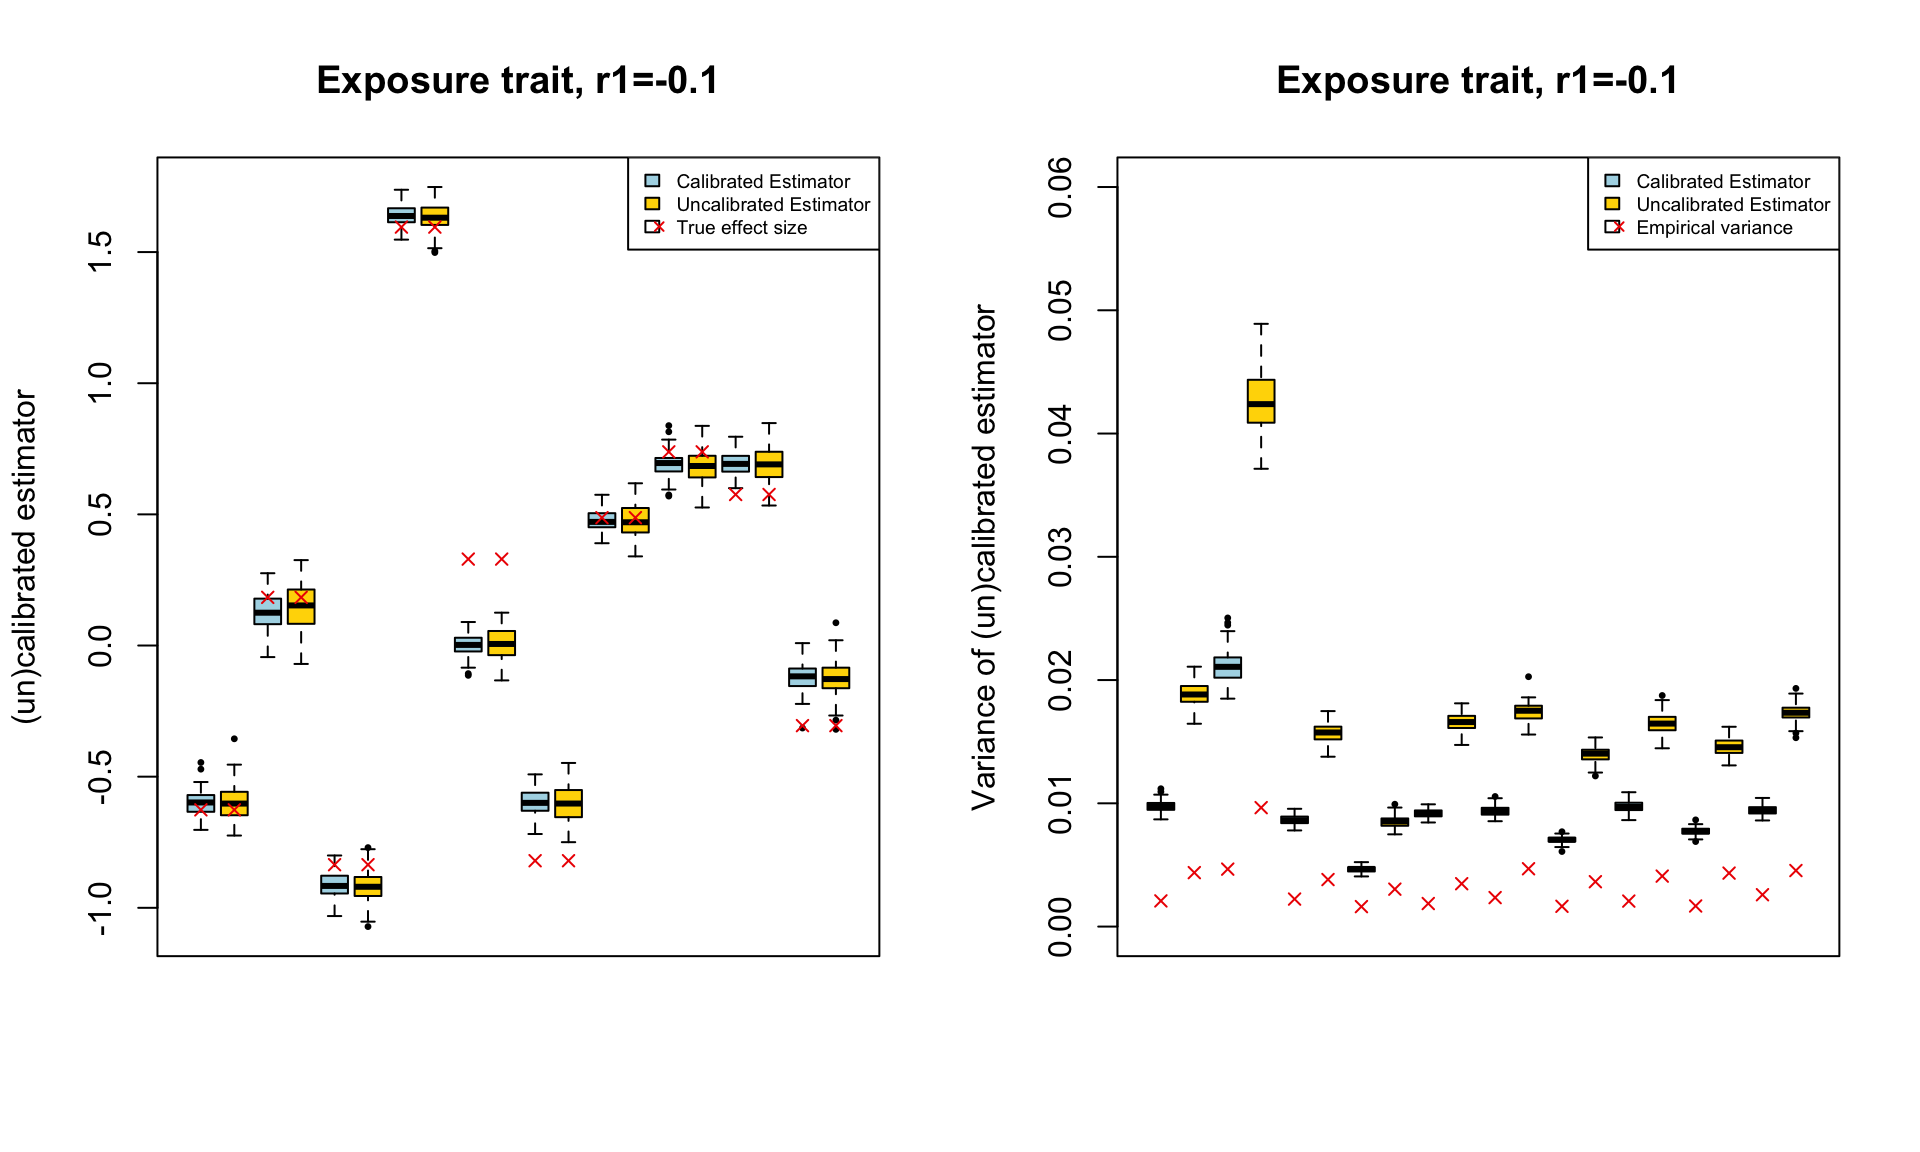 Exposure trait, r1=-0.1
(un)calibrated estimator
1.5
1.0
0.5
0.0
-0.5
-1.0
Calibrated Estimator
Uncalibrated Estimator
True effect size
Exposure trait, r1=-0.1
Variance of (un)calibrated estimator
0.06
0.05
0.04
0.03
0.02
0.01
0.00
Calibrated Estimator
Uncalibrated Estimator
Empirical variance